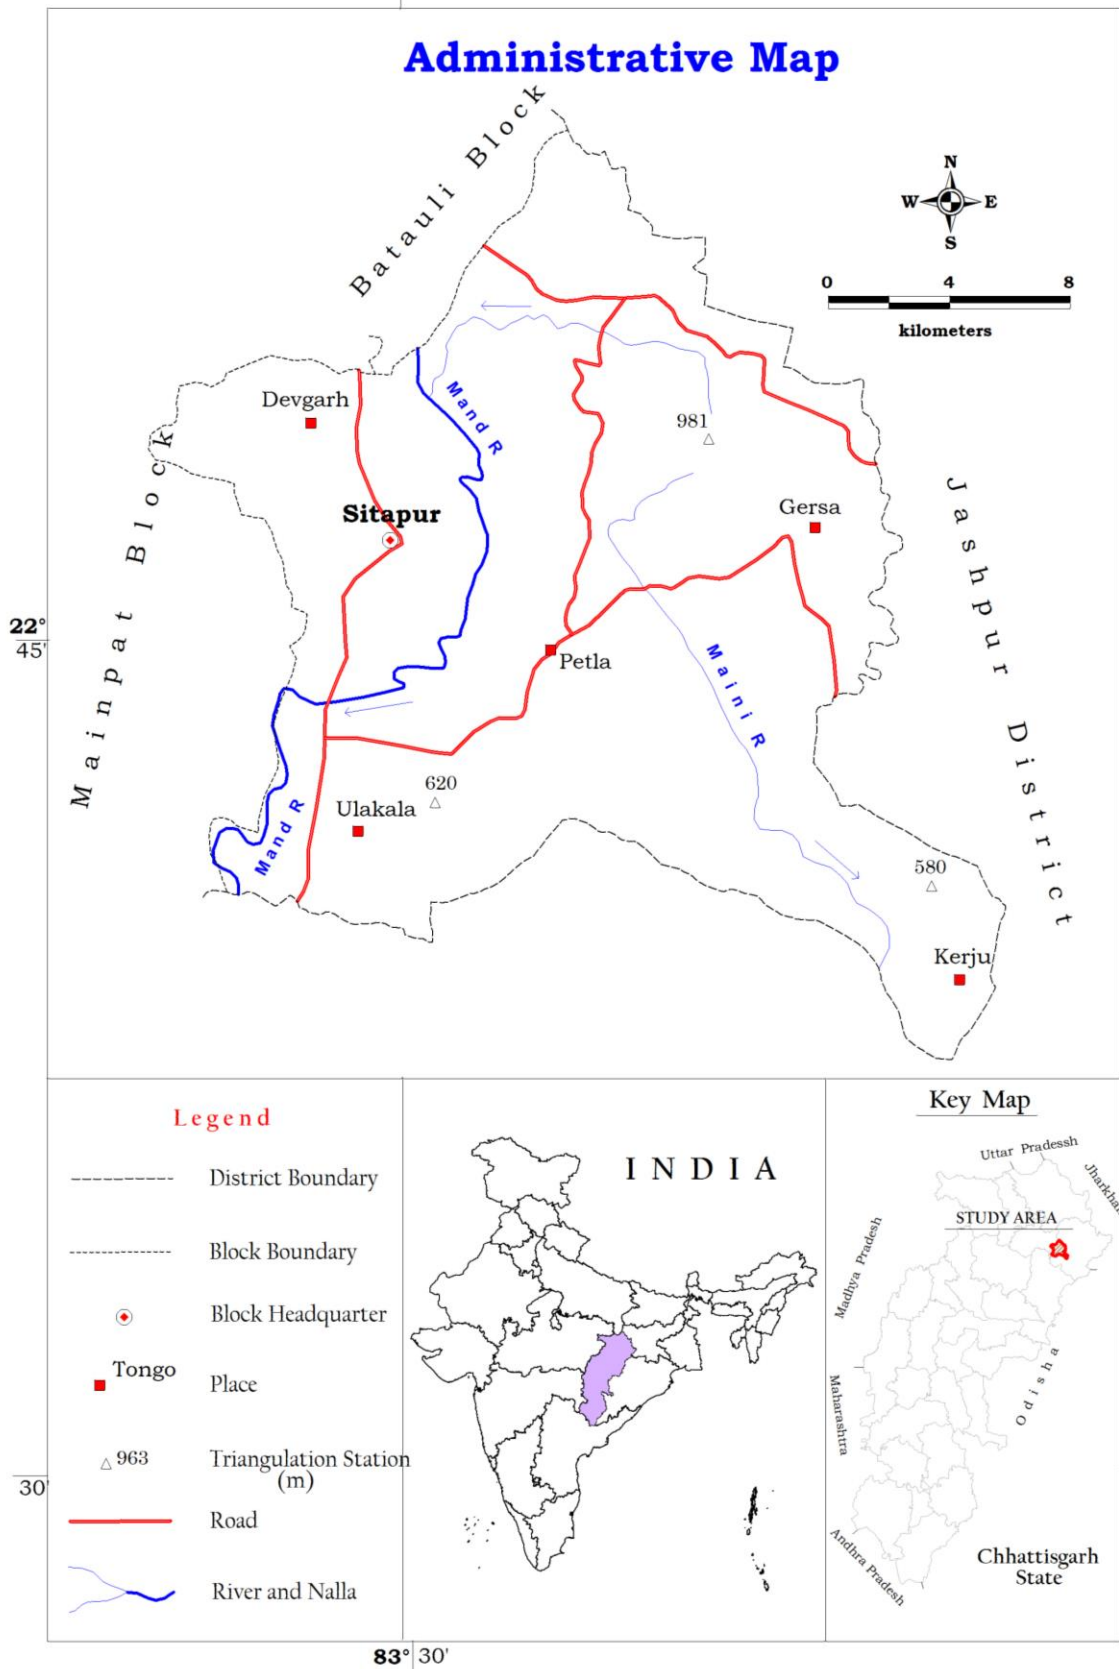 Administrative Map
Batauli Block
N
W E
S
0 4 8
kilometers
Devgarh
Mand R
981
Mainpat Block
Sitapur
Gersa
Jashpur District
22°
45'
Petla
Maini R
620
Ulakala
Mand R
580
Kerju
Legend
District Boundary
Block Boundary
Block Headquarter
Tongo
Place
963
Triangulation Station
(m)
Road
River and Nalla
30'
83° 30'
INDIA
Key Map
Uttar Pradessh
Jharkhan
STUDY AREA
Madhya Pradesh
Odisha
Maharashtra
Andhra Pradesh
Chhattisgarh
State